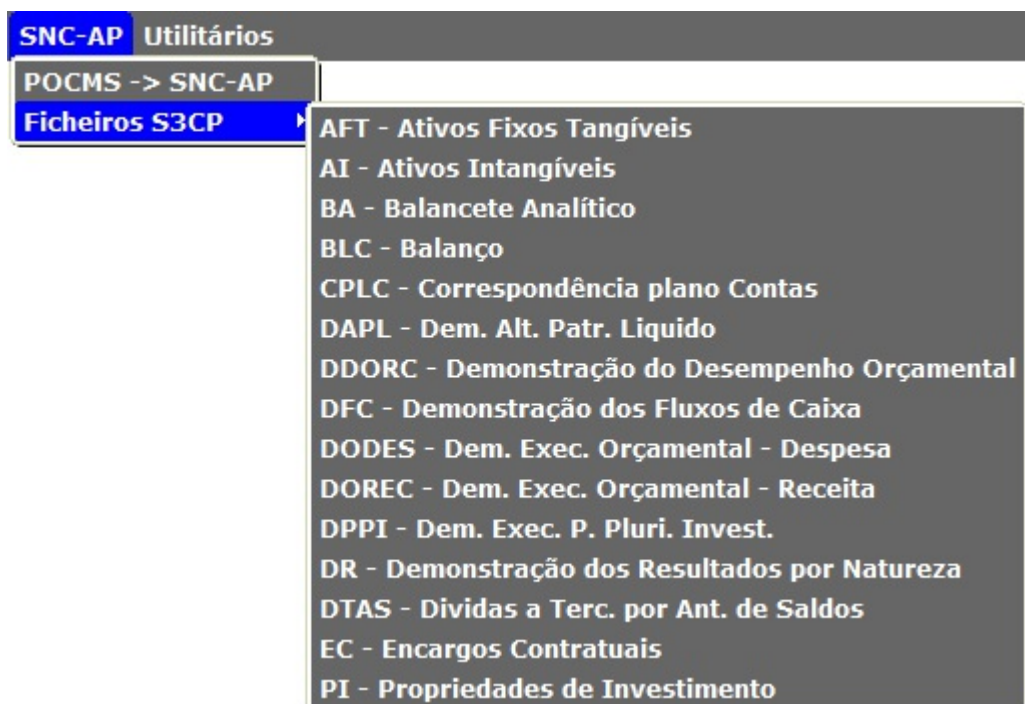 SNC-AP Utilitários
POCMS -> SNC-AP
Ficheiros S3CP
AFT - Ativos Fixos Tangíveis
AI - Ativos Intangíveis
BA - Balancete Analítico
BLC - Balanço
CPLC - Correspondência plano Contas
DAPL - Dem. Alt. Patr. Liquido
DDORC - Demonstração do Desempenho Orçamental
DFC - Demonstração dos Fluxos de Caixa
DODES - Dem. Exec. Orçamental - Despesa
DOREC - Dem. Exec. Orçamental - Receita
DPPI - Dem. Exec. P. Pluri. Invest.
DR - Demonstração dos Resultados por Natureza
DTAS - Dividas a Terc. por Ant. de Saldos
EC - Encargos Contratuais
PI - Propriedades de Investimento